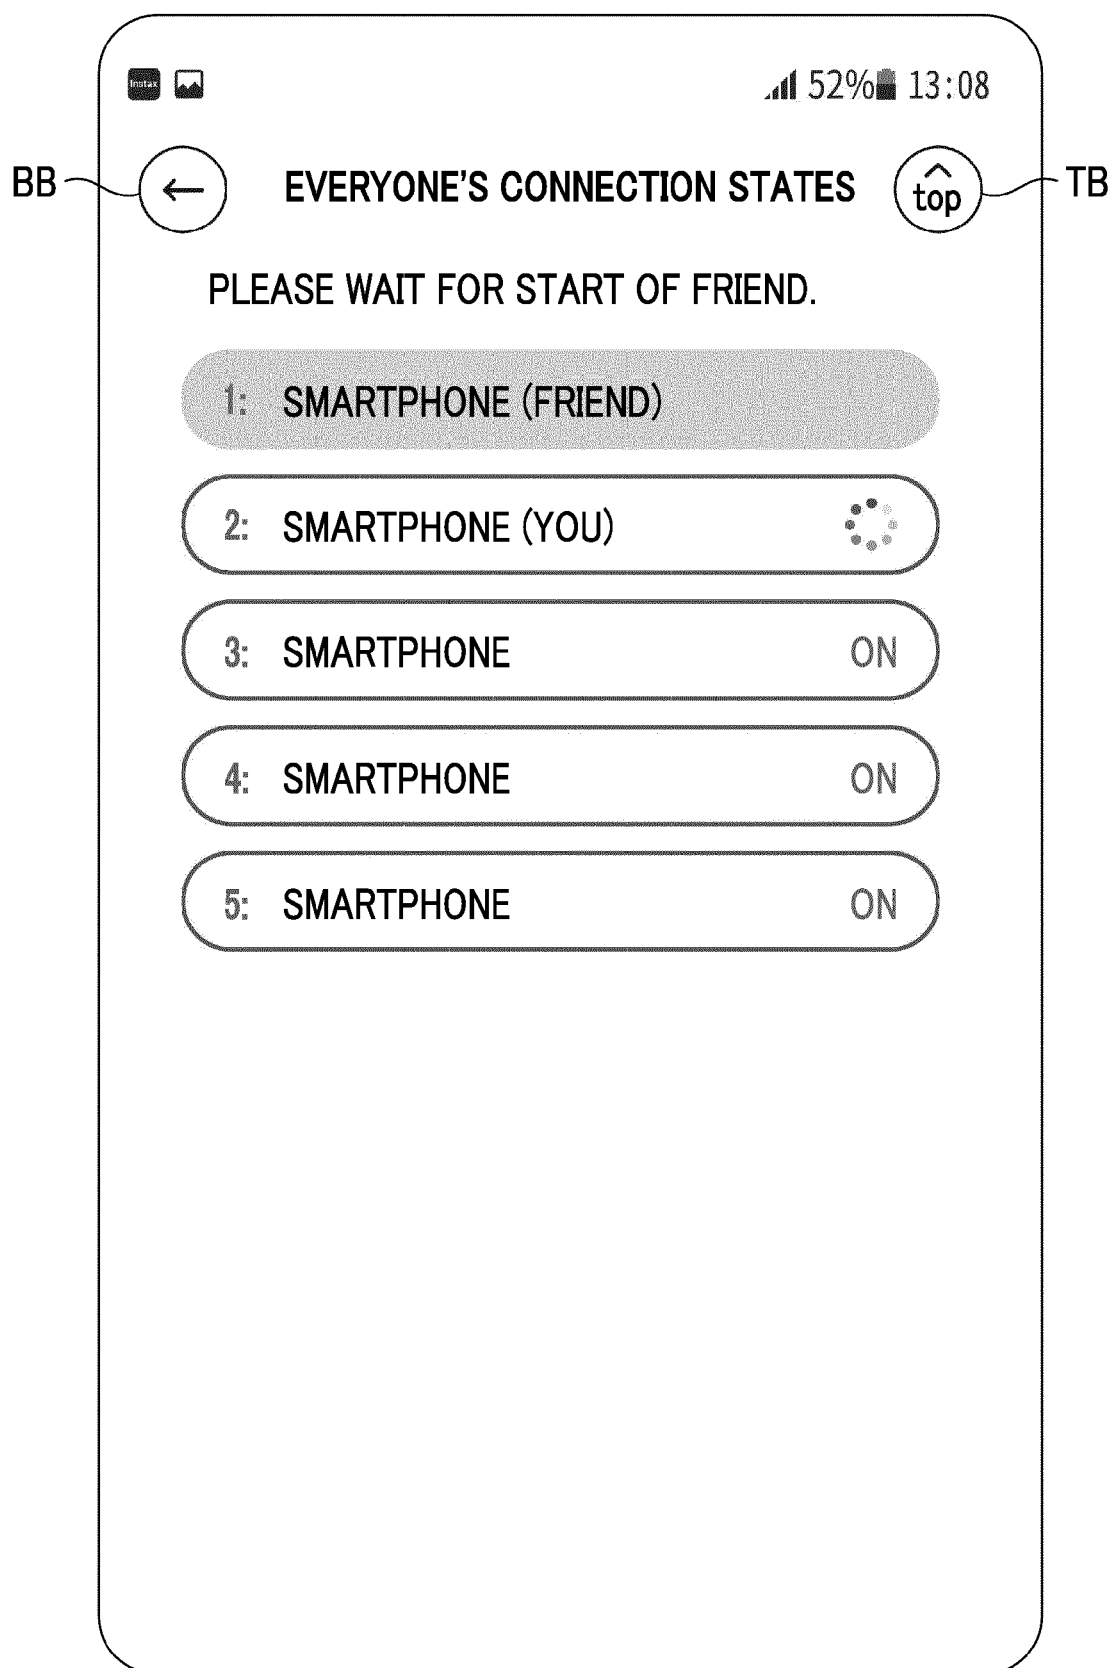 Instax 52% 13:08
BB ← EVERYONE'S CONNECTION STATES top TB
PLEASE WAIT FOR START OF FRIEND.
1: SMARTPHONE (FRIEND)
2: SMARTPHONE (YOU)
3: SMARTPHONE ON
4: SMARTPHONE ON
5: SMARTPHONE ON